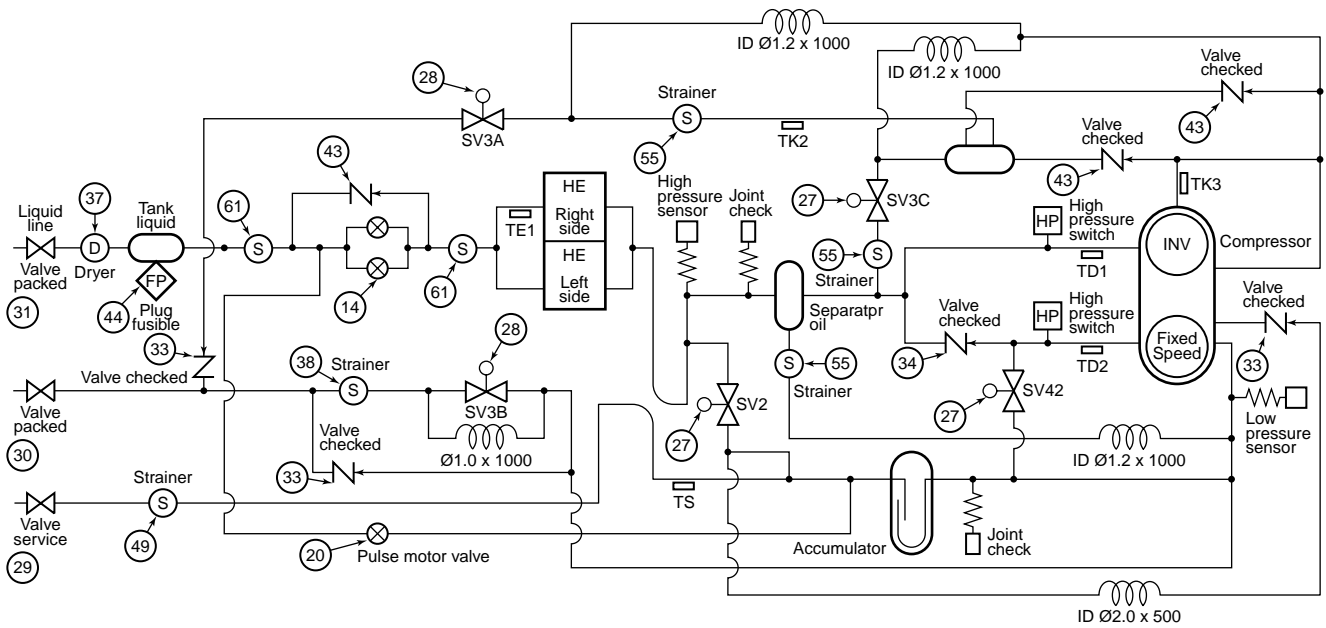 ID Ø1.2 x 1000
ID Ø1.2 x 1000
Valve
checked
43
28
SV3A
Strainer
S
55
TK2
Valve
checked
43
TK3
43
37
Liquid
line
Tank
liquid
61
D
Dryer
Valve
packed
31
FP
44
Plug
fusible
S
14
S
61
TE1
HE
Right
side
HE
Left
side
High
pressure
sensor
Joint
check
27
SV3C
55
S
Strainer
Separatpr
oil
HP
High
pressure
switch
TD1
INV
Compressor
Valve
checked
34
HP
High
pressure
switch
TD2
Fixed
Speed
Valve
checked
33
33
Valve checked
38
Strainer
S
28
SV3B
Ø1.0 x 1000
S
55
Strainer
SV2
27
SV42
27
Low
pressure
sensor
Valve
packed
30
Valve
checked
33
ID Ø1.2 x 1000
Strainer
S
49
Valve
service
29
TS
20
Pulse motor valve
Accumulator
Joint
check
ID Ø2.0 x 500